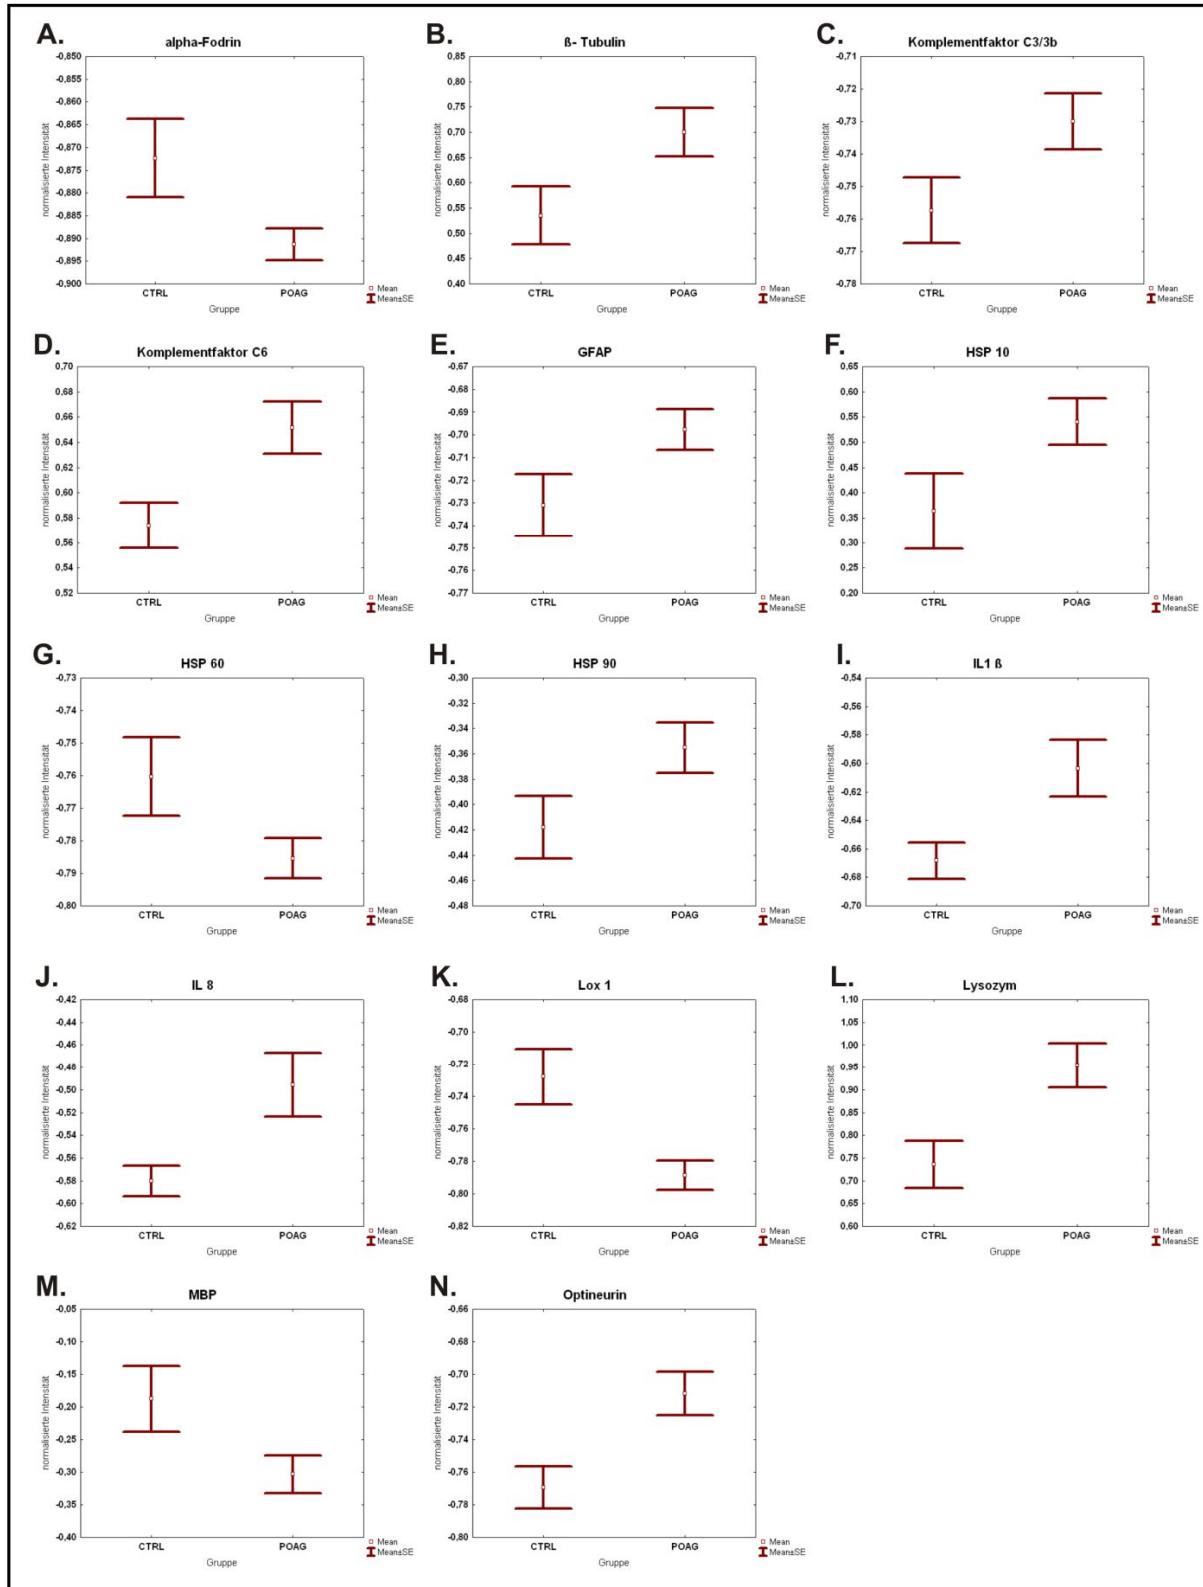 A.
alpha-Fodrin
normalisierte Intensität
-0,850
-0,855
-0,860
-0,865
-0,870
-0,875
-0,880
-0,885
-0,890
-0,895
-0,900
CTRL
POAG
Gruppe
Mean
Mean±SE
B.
ß- Tubulin
normalisierte Intensität
0,85
0,80
0,75
0,70
0,65
0,60
0,55
0,50
0,45
0,40
CTRL
POAG
Gruppe
Mean
Mean±SE
C.
Komplementfaktor C3/3b
normalisierte Intensität
-0,71
-0,72
-0,73
-0,74
-0,75
-0,76
-0,77
-0,78
CTRL
POAG
Gruppe
Mean
Mean±SE
D.
Komplementfaktor C6
normalisierte Intensität
0,70
0,68
0,66
0,64
0,62
0,60
0,58
0,56
0,54
0,52
CTRL
POAG
Gruppe
Mean
Mean±SE
E.
GFAP
normalisierte Intensität
-0,67
-0,68
-0,69
-0,70
-0,71
-0,72
-0,73
-0,74
-0,75
-0,76
-0,77
CTRL
POAG
Gruppe
Mean
Mean±SE
F.
HSP 10
normalisierte Intensität
0,65
0,60
0,55
0,50
0,45
0,40
0,35
0,30
0,25
0,20
CTRL
POAG
Gruppe
Mean
Mean±SE
G.
HSP 60
normalisierte Intensität
-0,73
-0,74
-0,75
-0,76
-0,77
-0,78
-0,79
-0,80
CTRL
POAG
Gruppe
Mean
Mean±SE
H.
HSP 90
normalisierte Intensität
-0,30
-0,32
-0,34
-0,36
-0,38
-0,40
-0,42
-0,44
-0,46
-0,48
CTRL
POAG
Gruppe
Mean
Mean±SE
I.
IL1 ß
normalisierte Intensität
-0,54
-0,56
-0,58
-0,60
-0,62
-0,64
-0,66
-0,68
-0,70
CTRL
POAG
Gruppe
Mean
Mean±SE
J.
IL 8
normalisierte Intensität
-0,42
-0,44
-0,46
-0,48
-0,50
-0,52
-0,54
-0,56
-0,58
-0,60
-0,62
CTRL
POAG
Gruppe
Mean
Mean±SE
K.
Lox 1
normalisierte Intensität
-0,68
-0,70
-0,72
-0,74
-0,76
-0,78
-0,80
-0,82
CTRL
POAG
Gruppe
Mean
Mean±SE
L.
Lysozym
normalisierte Intensität
1,10
1,05
1,00
0,95
0,90
0,85
0,80
0,75
0,70
0,65
0,60
CTRL
POAG
Gruppe
Mean
Mean±SE
M.
MBP
normalisierte Intensität
-0,05
-0,10
-0,15
-0,20
-0,25
-0,30
-0,35
-0,40
CTRL
POAG
Gruppe
Mean
Mean±SE
N.
Optineurin
normalisierte Intensität
-0,66
-0,68
-0,70
-0,72
-0,74
-0,76
-0,78
-0,80
CTRL
POAG
Gruppe
Mean
Mean±SE